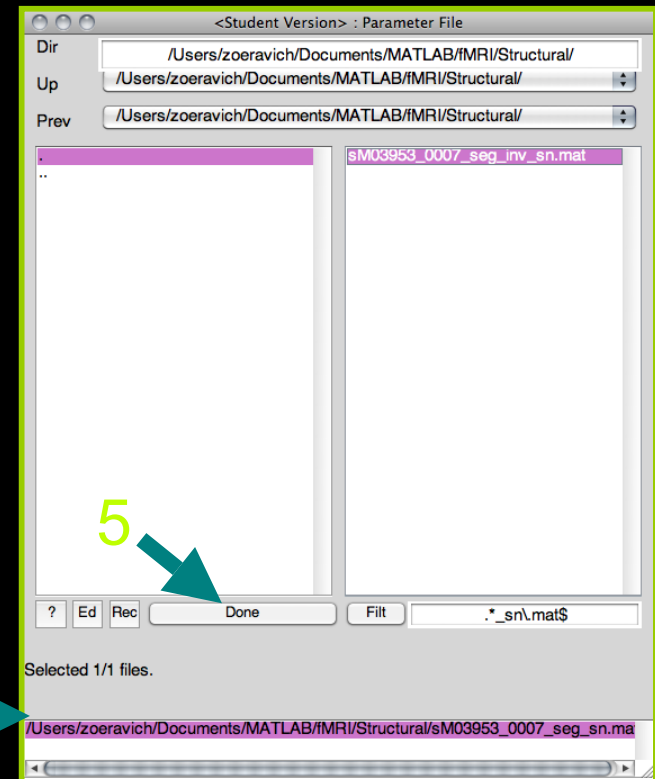 <Student Version> : Parameter File
Dir /Users/zoeravich/Documents/MATLAB/fMRI/Structural/
Up /Users/zoeravich/Documents/MATLAB/fMRI/Structural/
Prev /Users/zoeravich/Documents/MATLAB/fMRI/Structural/
. sM03953_0007_seg_inv_sn.mat
..
5
? Ed Rec Done Filt .*_sn\.mat$
Selected 1/1 files.
/Users/zoeravich/Documents/MATLAB/fMRI/Structural/sM03953_0007_seg_sn.ma